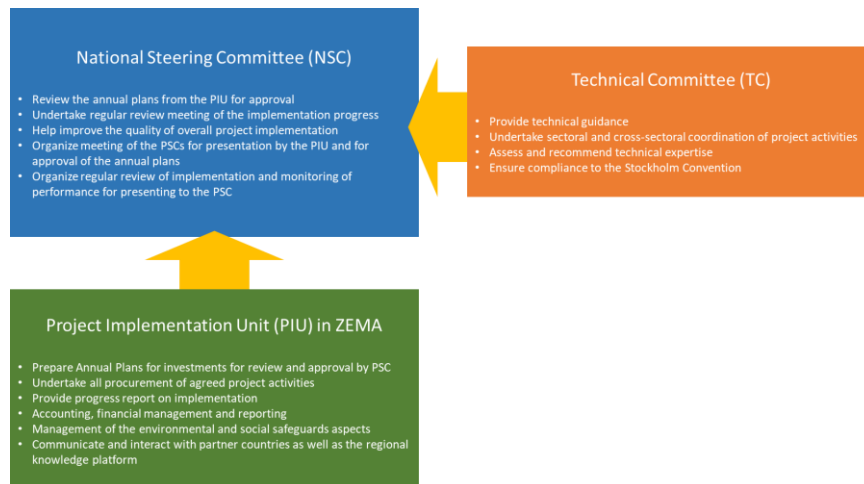 National Steering Committee (NSC)
• Review the annual plans from the PIU for approval
• Undertake regular review meeting of the implementation progress
• Help improve the quality of overall project implementation
• Organize meeting of the PSCs for presentation by the PIU and for
approval of the annual plans
• Organize regular review of implementation and monitoring of
performance for presenting to the PSC
Technical Committee (TC)
• Provide technical guidance
• Undertake sectoral and cross-sectoral coordination of project activities
• Assess and recommend technical expertise
• Ensure compliance to the Stockholm Convention
Project Implementation Unit (PIU) in ZEMA
• Prepare Annual Plans for investments for review and approval by PSC
• Undertake all procurement of agreed project activities
• Provide progress report on implementation
• Accounting, financial management and reporting
• Management of the environmental and social safeguards aspects
• Communicate and interact with partner countries as well as the regional
knowledge platform